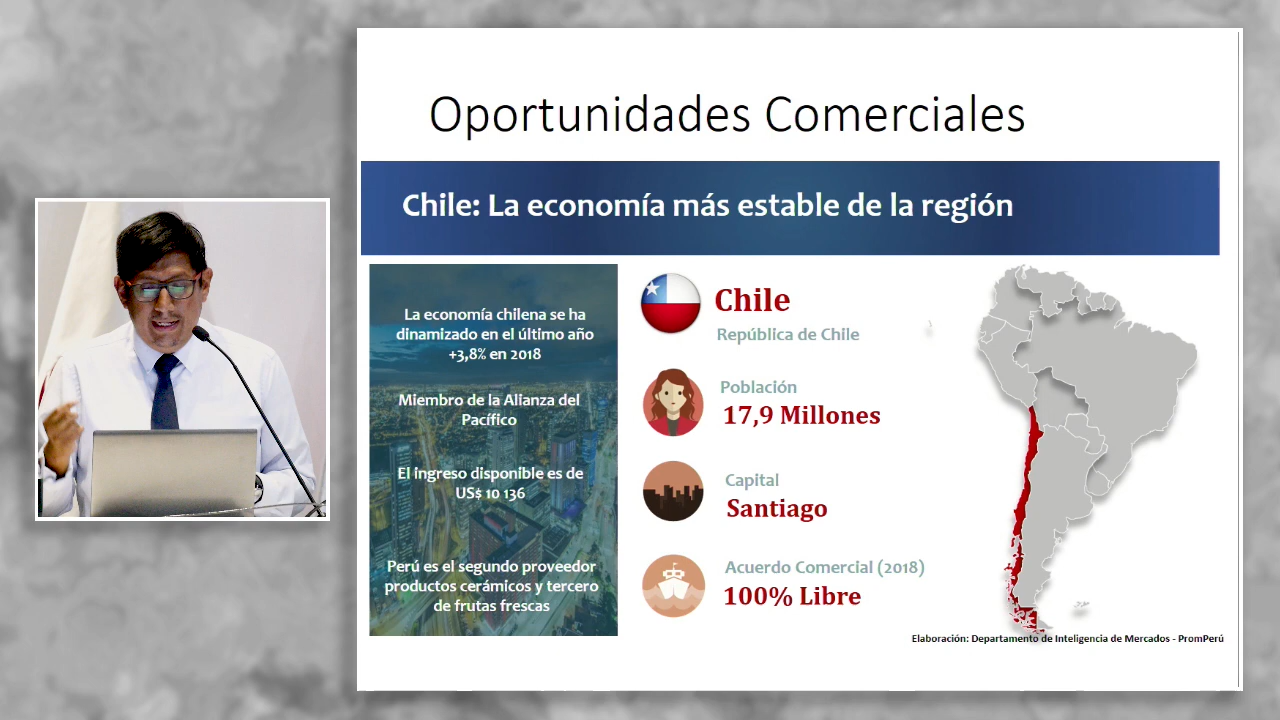 Oportunidades Comerciales
Chile: La economía más estable de la región
La economía chilena se ha
dinamizado en el último año
+3,8% en 2018
Miembro de la Alianza del
Pacífico
El ingreso disponible es de
US$ 10 136
Perú es el segundo proveedor
productos cerámicos y tercero
de frutas frescas
Chile
República de Chile
Población
17,9 Millones
Capital
Santiago
Acuerdo Comercial (2018)
100% Libre
Elaboración: Departamento de Inteligencia de Mercados - PromPerú